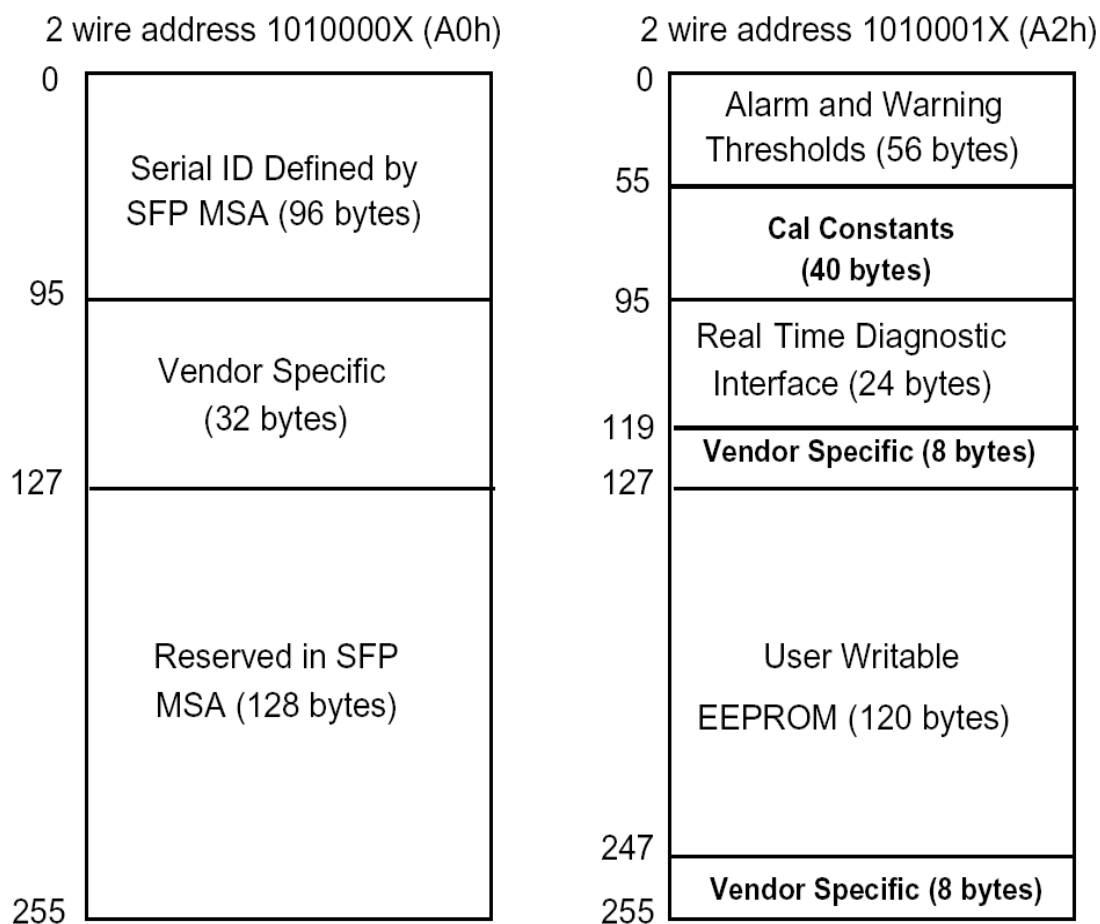 2 wire address 1010000X (A0h)
0
Serial ID Defined by
SFP MSA (96 bytes)
95
Vendor Specific
(32 bytes)
127
Reserved in SFP
MSA (128 bytes)
255
2 wire address 1010001X (A2h)
0
Alarm and Warning
Thresholds (56 bytes)
55
Cal Constants
(40 bytes)
95
Real Time Diagnostic
Interface (24 bytes)
119
Vendor Specific (8 bytes)
127
User Writable
EEPROM (120 bytes)
247
Vendor Specific (8 bytes)
255